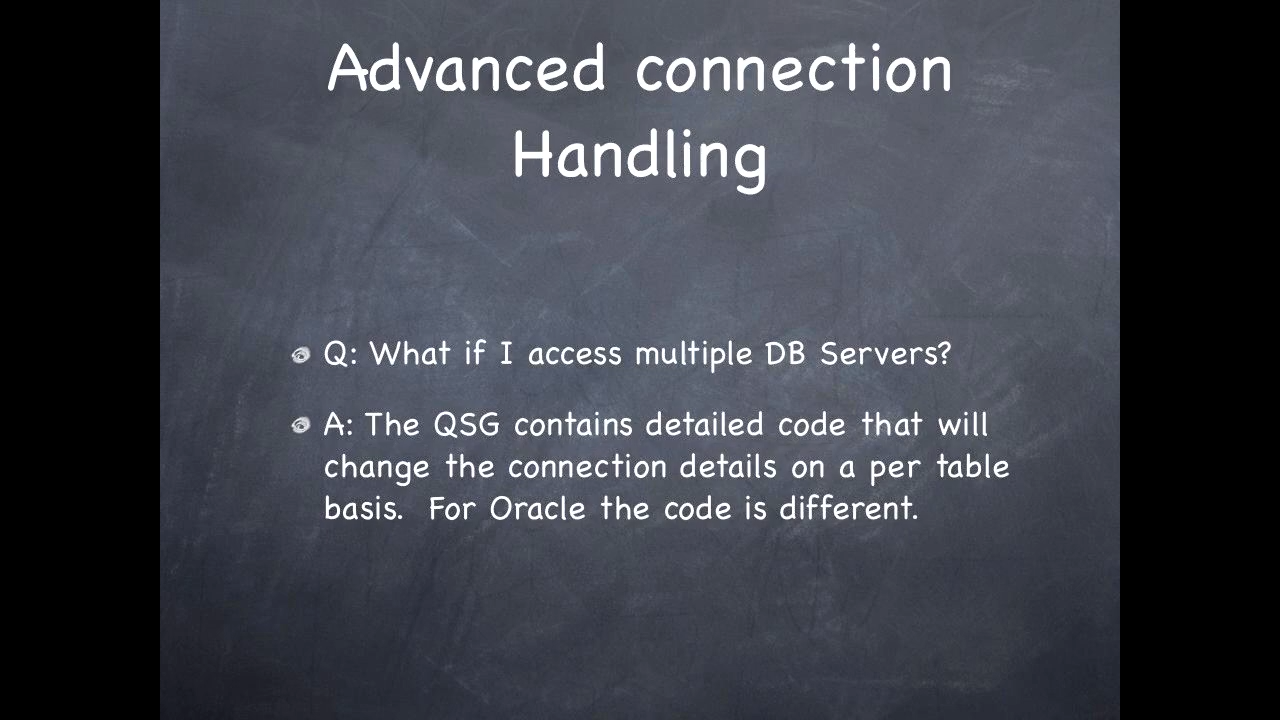 Advanced connection
Handling
Q: What if I access multiple DB Servers?
A: The QSG contains detailed code that will
change the connection details on a per table
basis.  For Oracle the code is different.